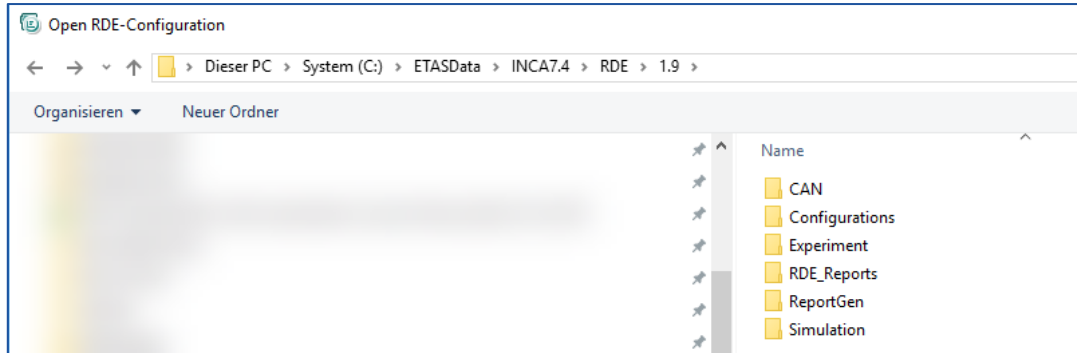 Open RDE-Configuration
Dieser PC > System (C:) > ETASData > INCA7.4 > RDE > 1.9 >
Organisieren Neuer Ordner
Name
CAN
Configurations
Experiment
RDE_Reports
ReportGen
Simulation